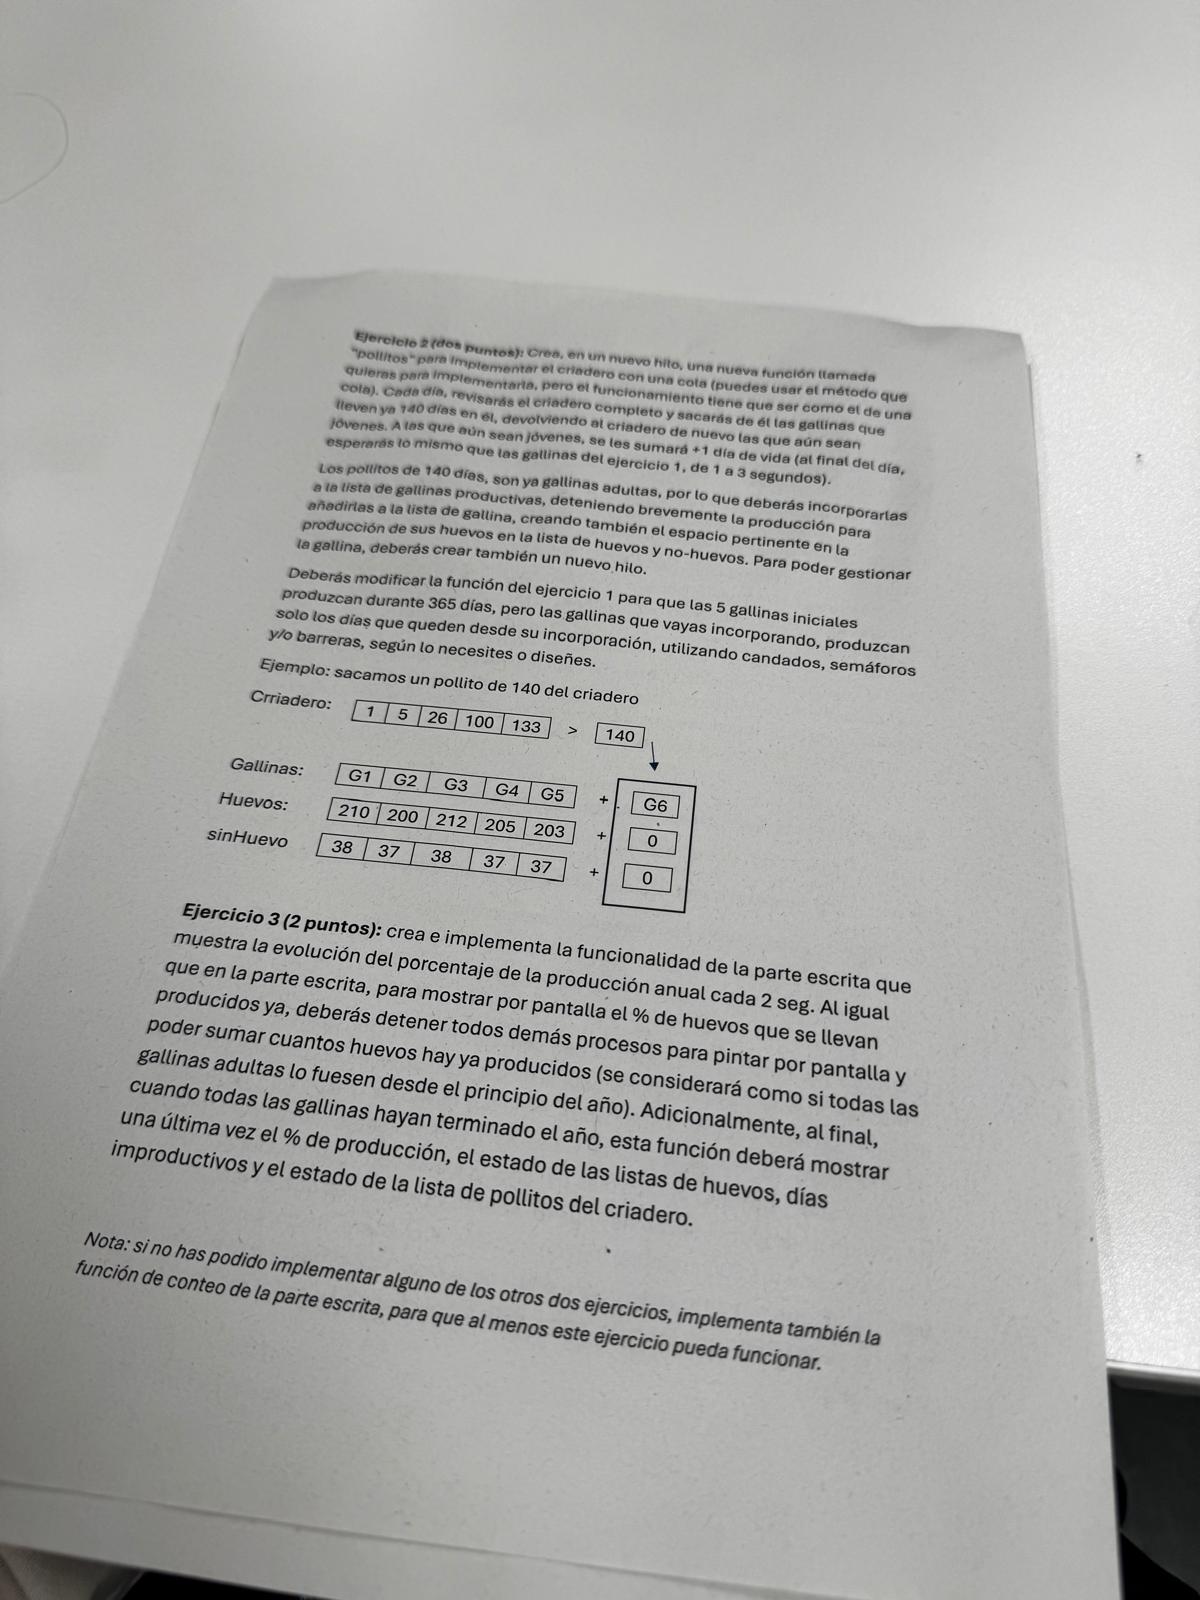 Ejercicio 2 (dos puntos): Crea, en un nuevo hilo, una nueva función llamada
"pollitos" para implementar el criadero con una cola (puedes usar el método que
quieras para implementarla, pero el funcionamiento tiene que ser como el de una
cola). Cada día, revisarás el criadero completo y sacarás de él las gallinas que
lleven ya 140 días en él, devolviendo al criadero de nuevo las que aún sean
jóvenes. A las que aún sean jóvenes, se les sumará +1 día de vida (al final del día,
esperarás lo mismo que las gallinas del ejercicio 1, de 1 a 3 segundos).
Los pollitos de 140 días, son ya gallinas adultas, por lo que deberás incorporarlas
a la lista de gallinas productivas, deteniendo brevemente la producción para
añadirlas a la lista de gallina, creando también el espacio pertinente en la
producción de sus huevos en la lista de huevos y no-huevos. Para poder gestionar
la gallina, deberás crear también un nuevo hilo.
Deberás modificar la función del ejercicio 1 para que las 5 gallinas iniciales
produzcan durante 365 días, pero las gallinas que vayas incorporando, produzcan
solo los días que queden desde su incorporación, utilizando candados, semáforos
y/o barreras, según lo necesites o diseñes.
Ejemplo: sacamos un pollito de 140 del criadero
Crriadero: 1 5 26 100 133 > 140
Gallinas: G1 G2 G3 G4 G5 + G6
Huevos: 210 200 212 205 203 + 0
sinHuevo 38 37 38 37 37 + 0
Ejercicio 3 (2 puntos): crea e implementa la funcionalidad de la parte escrita que
muestra la evolución del porcentaje de la producción anual cada 2 seg. Al igual
que en la parte escrita, para mostrar por pantalla el % de huevos que se llevan
producidos ya, deberás detener todos demás procesos para pintar por pantalla y
poder sumar cuantos huevos hay ya producidos (se considerará como si todas las
gallinas adultas lo fuesen desde el principio del año). Adicionalmente, al final,
cuando todas las gallinas hayan terminado el año, esta función deberá mostrar
una última vez el % de producción, el estado de las listas de huevos, días
improductivos y el estado de la lista de pollitos del criadero.
Nota: si no has podido implementar alguno de los otros dos ejercicios, implementa también la
función de conteo de la parte escrita, para que al menos este ejercicio pueda funcionar.